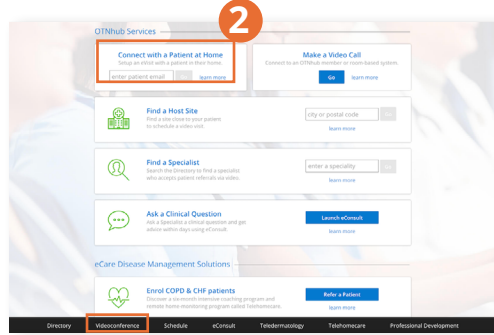 2
OTNhub Services
Connect with a Patient at Home
Setup an eVisit with a patient in their home.
enter patient email
Go
learn more
Make a Video Call
Connect to an OTNhub member or room-based system.
Go
learn more
Find a Host Site
Find a site close to your patient
to schedule a video visit.
city or postal code
Go
learn more
Find a Specialist
Search the Directory to find a specialist
who accepts patient referrals via video.
enter a speciality
Go
learn more
Ask a Clinical Question
Ask a Specialist a clinical question and get
advise within days using eConsult
Launch eConsult
learn more
eCare Disease Management Solutions
Enrol COPD & CHF patients
Discover a six-month intensive coaching program and
remote home-monitoring program called Telehomecare.
Refer a Patient
learn more
Directory
Videoconference
Schedule
eConsult
Teledermatology
Telehomecare
Professional Development